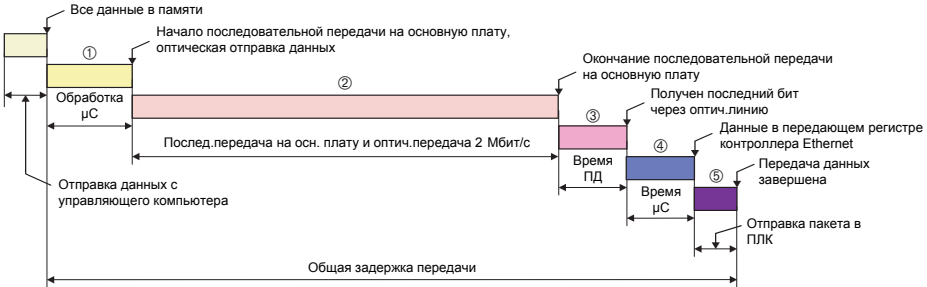 Все данные в памяти
Начало последовательной передачи на основную плату,
оптическая отправка данных
①
Обработка
µC
②
Окончание последовательной передачи
на основную плату
Послед.передача на осн. плату и оптич.передача 2 Мбит/с
③
Получен последний бит
через оптич.линию
Время
ПД
④
Данные в передающем регистре
контроллера Ethernet
Время
µC
⑤
Передача данных
завершена
Отправка данных с
управляющего компьютера
Отправка пакета в
ПЛК
Общая задержка передачи